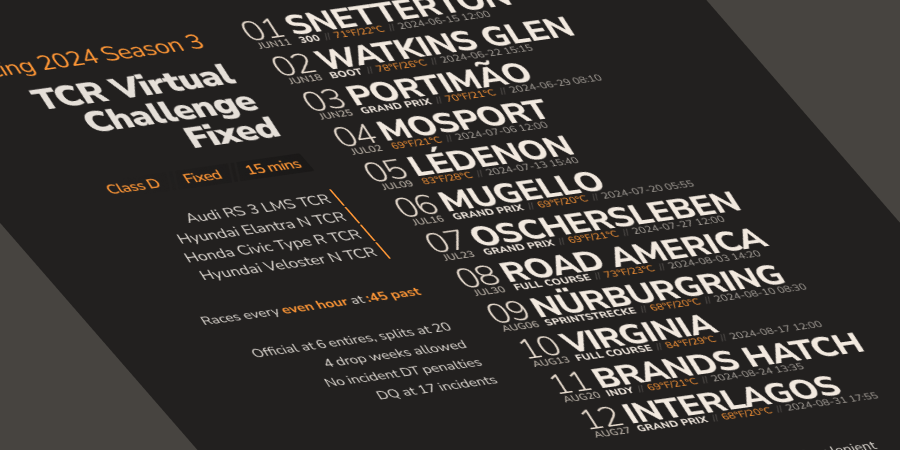 ing 2024 Season 3
TCR Virtual
Challenge
Fixed
Class D Fixed 15 mins
Audi RS 3 LMS TCR
Hyundai Elantra N TCR
Honda Civic Type R TCR
Hyundai Veloster N TCR
Races every even hour at :45 past
Official at 6 entires, splits at 20
4 drop weeks allowed
No incident DT penalties
DQ at 17 incidents
01 SNETTERTON
JUN11 300 // 71°F/22°C // 2024-06-15 12:00
02 WATKINS GLEN
JUN18 BOOT // 78°F/26°C // 2024-06-22 15:15
03 PORTIMÃO
JUN25 GRAND PRIX // 70°F/21°C // 2024-06-29 08:10
04 MOSPORT
JUL02 69°F/21°C // 2024-07-06 12:00
05 LÉDENON
JUL09 83°F/28°C // 2024-07-13 15:40
06 MUGELLO
JUL16 GRAND PRIX // 69°F/20°C // 2024-07-20 05:55
07 OSCHERSLEBEN
JUL23 GRAND PRIX // 69°F/21°C // 2024-07-27 12:00
08 ROAD AMERICA
JUL30 FULL COURSE // 73°F/23°C // 2024-08-03 14:20
09 NÜRBURGRING
AUG06 SPRINTSTRECKE // 68°F/20°C // 2024-08-10 08:30
10 VIRGINIA
AUG13 FULL COURSE // 84°F/29°C // 2024-08-17 12:00
11 BRANDS HATCH
AUG20 INDY // 69°F/21°C // 2024-08-24 13:35
12 INTERLAGOS
AUG27 GRAND PRIX // 68°F/20°C // 2024-08-31 17:55